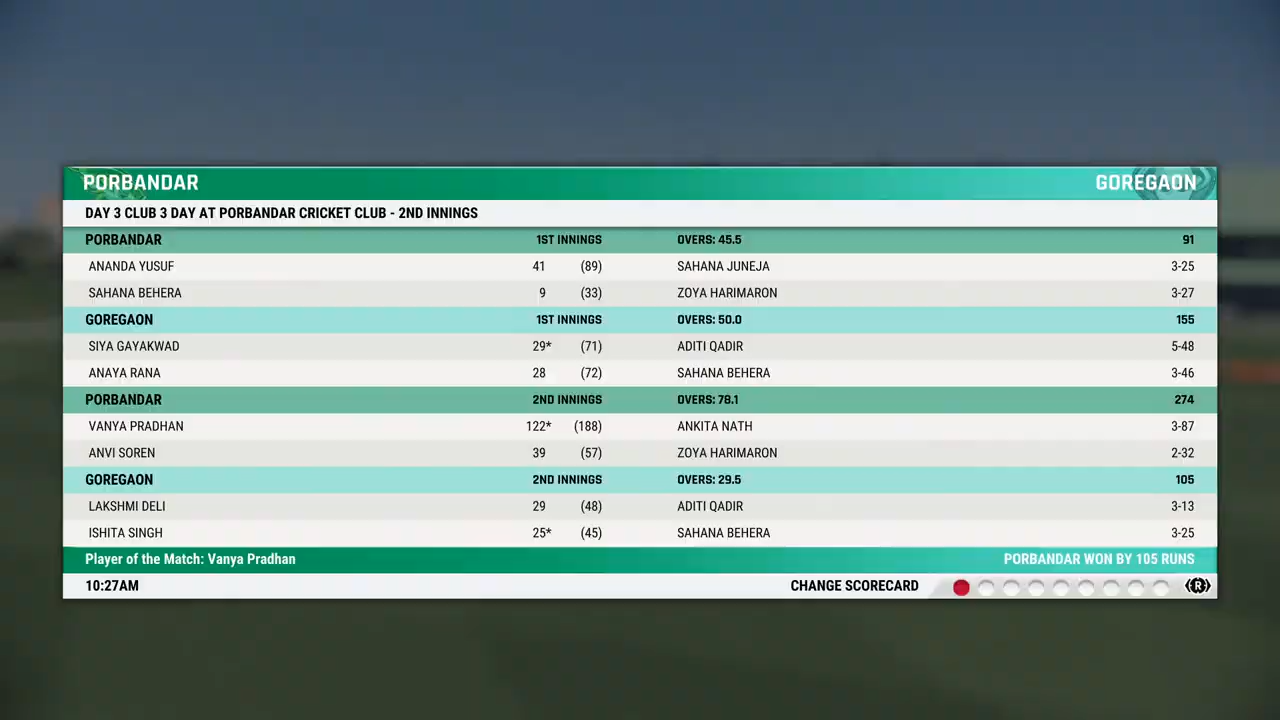 PORBANDAR GOREGAON
DAY 3 CLUB 3 DAY AT PORBANDAR CRICKET CLUB - 2ND INNINGS
PORBANDAR 1ST INNINGS OVERS: 45.5 91
ANANDA YUSUF 41 (89) SAHANA JUNEJA 3-25
SAHANA BEHERA 9 (33) ZOYA HARIMARON 3-27
GOREGAON 1ST INNINGS OVERS: 50.0 155
SIYA GAYAKWAD 29* (71) ADITI QADIR 5-48
ANAYA RANA 28 (72) SAHANA BEHERA 3-46
PORBANDAR 2ND INNINGS OVERS: 78.1 274
VANYA PRADHAN 122* (188) ANKITA NATH 3-87
ANVI SOREN 39 (57) ZOYA HARIMARON 2-32
GOREGAON 2ND INNINGS OVERS: 29.5 105
LAKSHMI DELI 29 (48) ADITI QADIR 3-13
ISHITA SINGH 25* (45) SAHANA BEHERA 3-25
Player of the Match: Vanya Pradhan PORBANDAR WON BY 105 RUNS
10:27AM CHANGE SCORECARD R